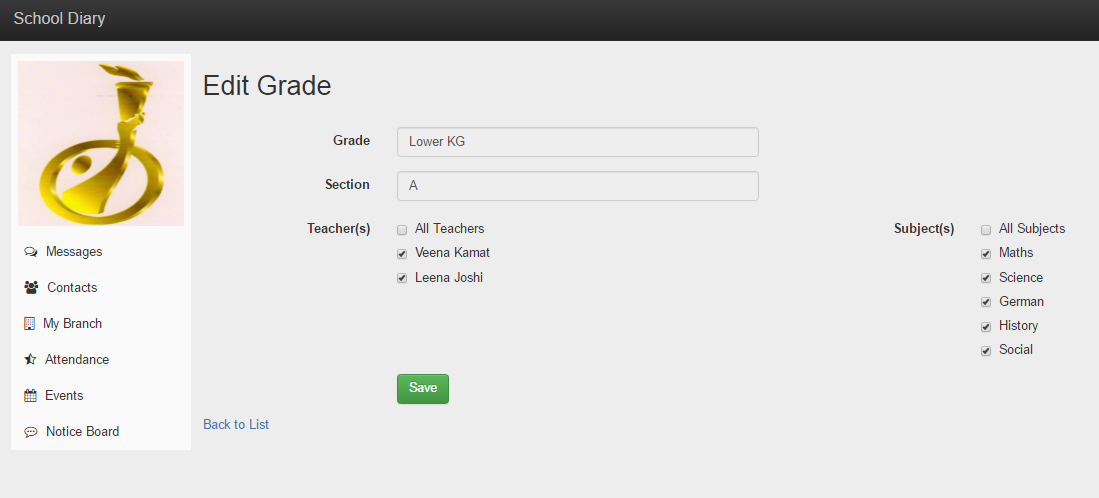 School Diary
Messages
Contacts
My Branch
Attendance
Events
Notice Board
Edit Grade
Grade
Lower KG
Section
A
Teacher(s)
All Teachers
Veena Kamat
Leena Joshi
Subject(s)
All Subjects
Maths
Science
German
History
Social
Save
Back to List